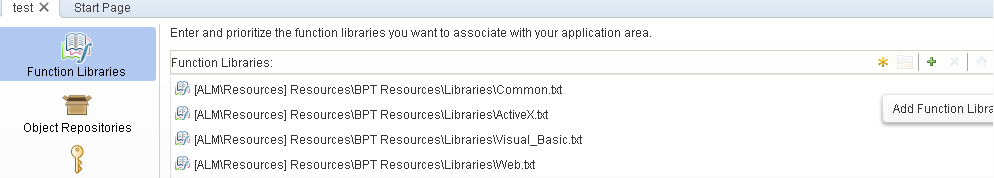 test Start Page
Enter and prioritize the function libraries you want to associate with your application area.
Function Libraries
Function Libraries:
[ALM\Resources] Resources\BPT Resources\Libraries\Common.txt
Add Function Libra
[ALM\Resources] Resources\BPT Resources\Libraries\ActiveX.txt
Object Repositories
[ALM\Resources] Resources\BPT Resources\Libraries\Visual_Basic.txt
[ALM\Resources] Resources\BPT Resources\Libraries\Web.txt